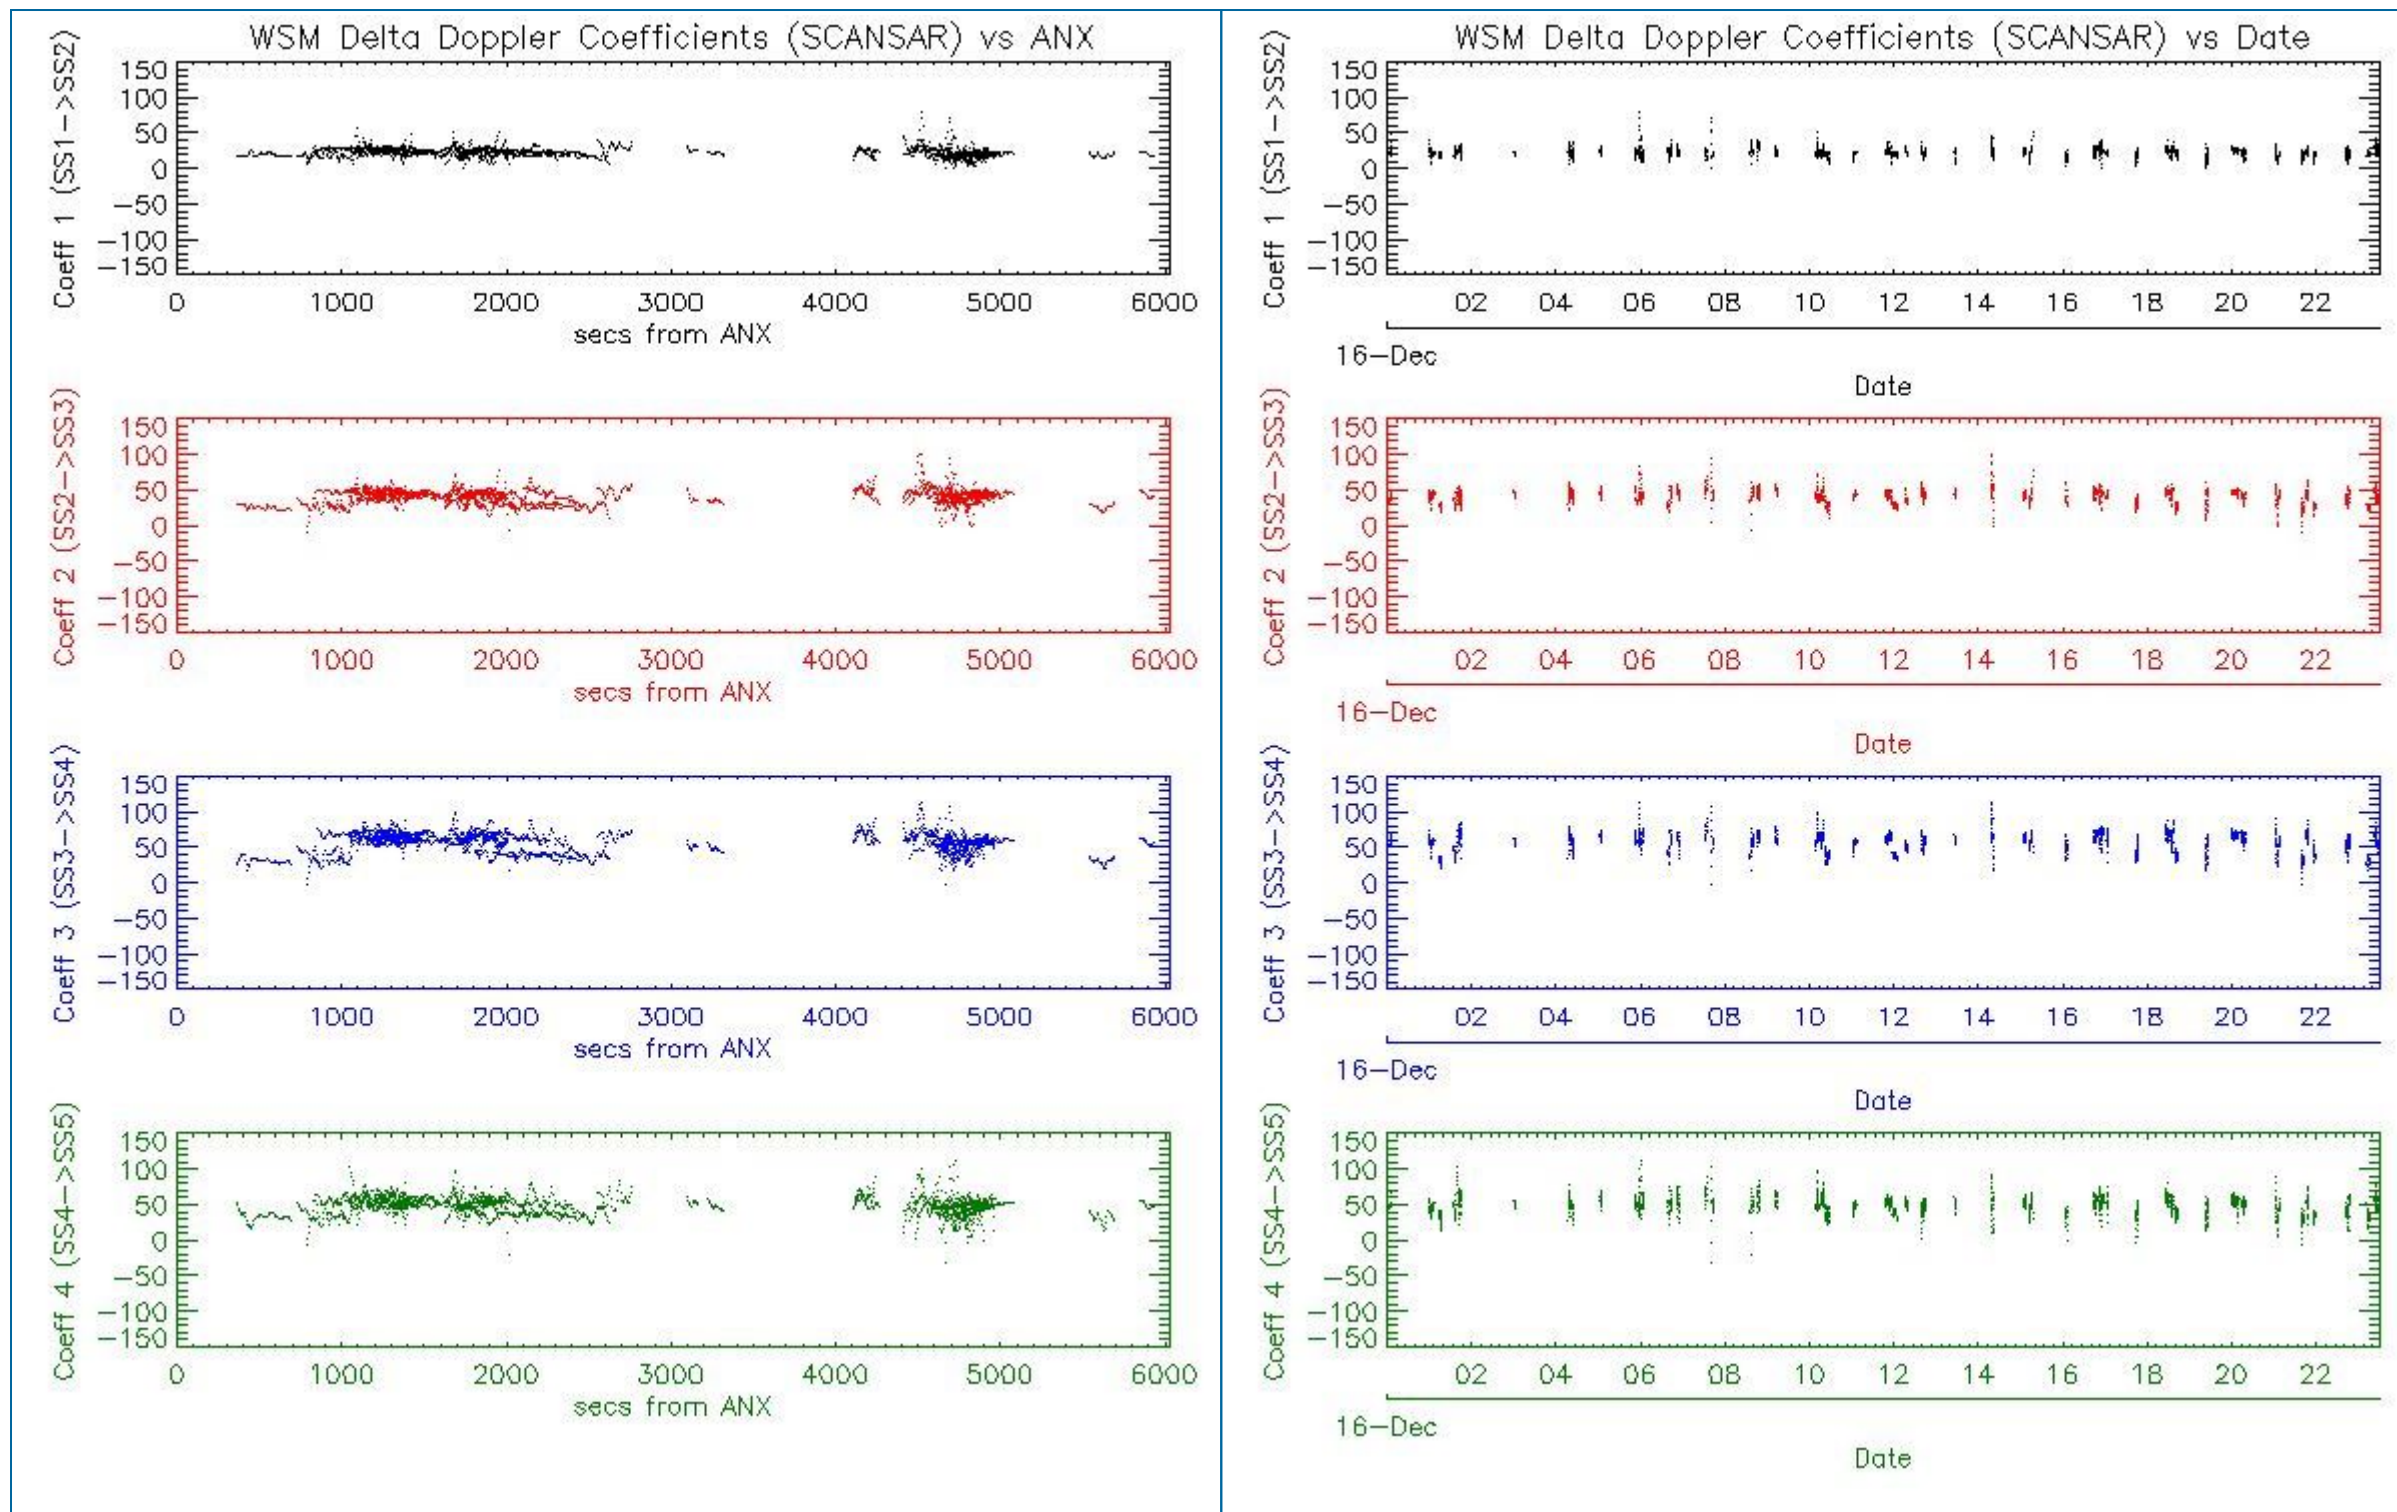 WSM Delta Doppler Coefficients (SCANSAR) vs ANX
Coeff 1 (SS1->SS2)
150
100
50
0
-50
-100
-150
0 1000 2000 3000 4000 5000 6000
secs from ANX
Coeff 2 (SS2->SS3)
150
100
50
0
-50
-100
-150
0 1000 2000 3000 4000 5000 6000
secs from ANX
Coeff 3 (SS3->SS4)
150
100
50
0
-50
-100
-150
0 1000 2000 3000 4000 5000 6000
secs from ANX
Coeff 4 (SS4->SS5)
150
100
50
0
-50
-100
-150
0 1000 2000 3000 4000 5000 6000
secs from ANX
WSM Delta Doppler Coefficients (SCANSAR) vs Date
Coeff 1 (SS1->SS2)
150
100
50
0
-50
-100
-150
02 04 06 08 10 12 14 16 18 20 22
16-Dec
Date
Coeff 2 (SS2->SS3)
150
100
50
0
-50
-100
-150
02 04 06 08 10 12 14 16 18 20 22
16-Dec
Date
Coeff 3 (SS3->SS4)
150
100
50
0
-50
-100
-150
02 04 06 08 10 12 14 16 18 20 22
16-Dec
Date
Coeff 4 (SS4->SS5)
150
100
50
0
-50
-100
-150
02 04 06 08 10 12 14 16 18 20 22
16-Dec
Date